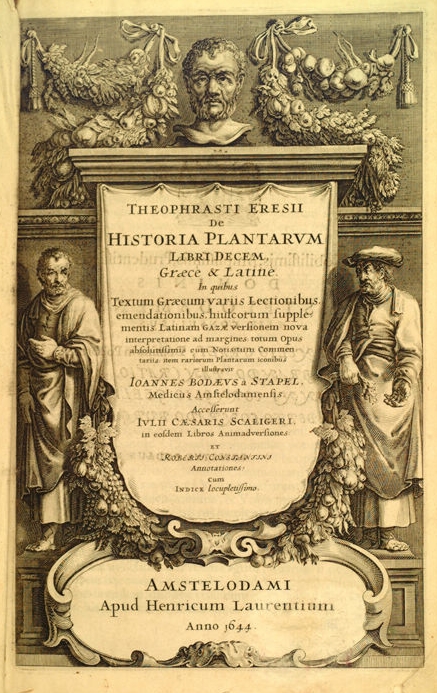 THEOPHRASTI ERESII
DE
HISTORIA PLANTARVM
LIBRI DECEM,
Græce & Latine.
In quibus
Textum Græcum variis Lectionibus,
emendationibus, hiulcorum supple-
mentis: Latinam GAZÆ versionem nova
interpretatione ad margines: totum Opus
absolutissimis cum Notis, tum Commen-
tariis: item rariorum Plantarum iconibus
illustravit
IOANNES BODÆVS à STAPEL,
Medicus Amstelodamensis.
Accesserunt
IVLII CÆSARIS SCALIGERI,
in eosdem Libros Animadversiones:
ET
ROBERTI CONSTANTINI
Annotationes,
cum
INDICE locupletissimo.
AMSTELODAMI
Apud Henricum Laurentium
Anno 1644.